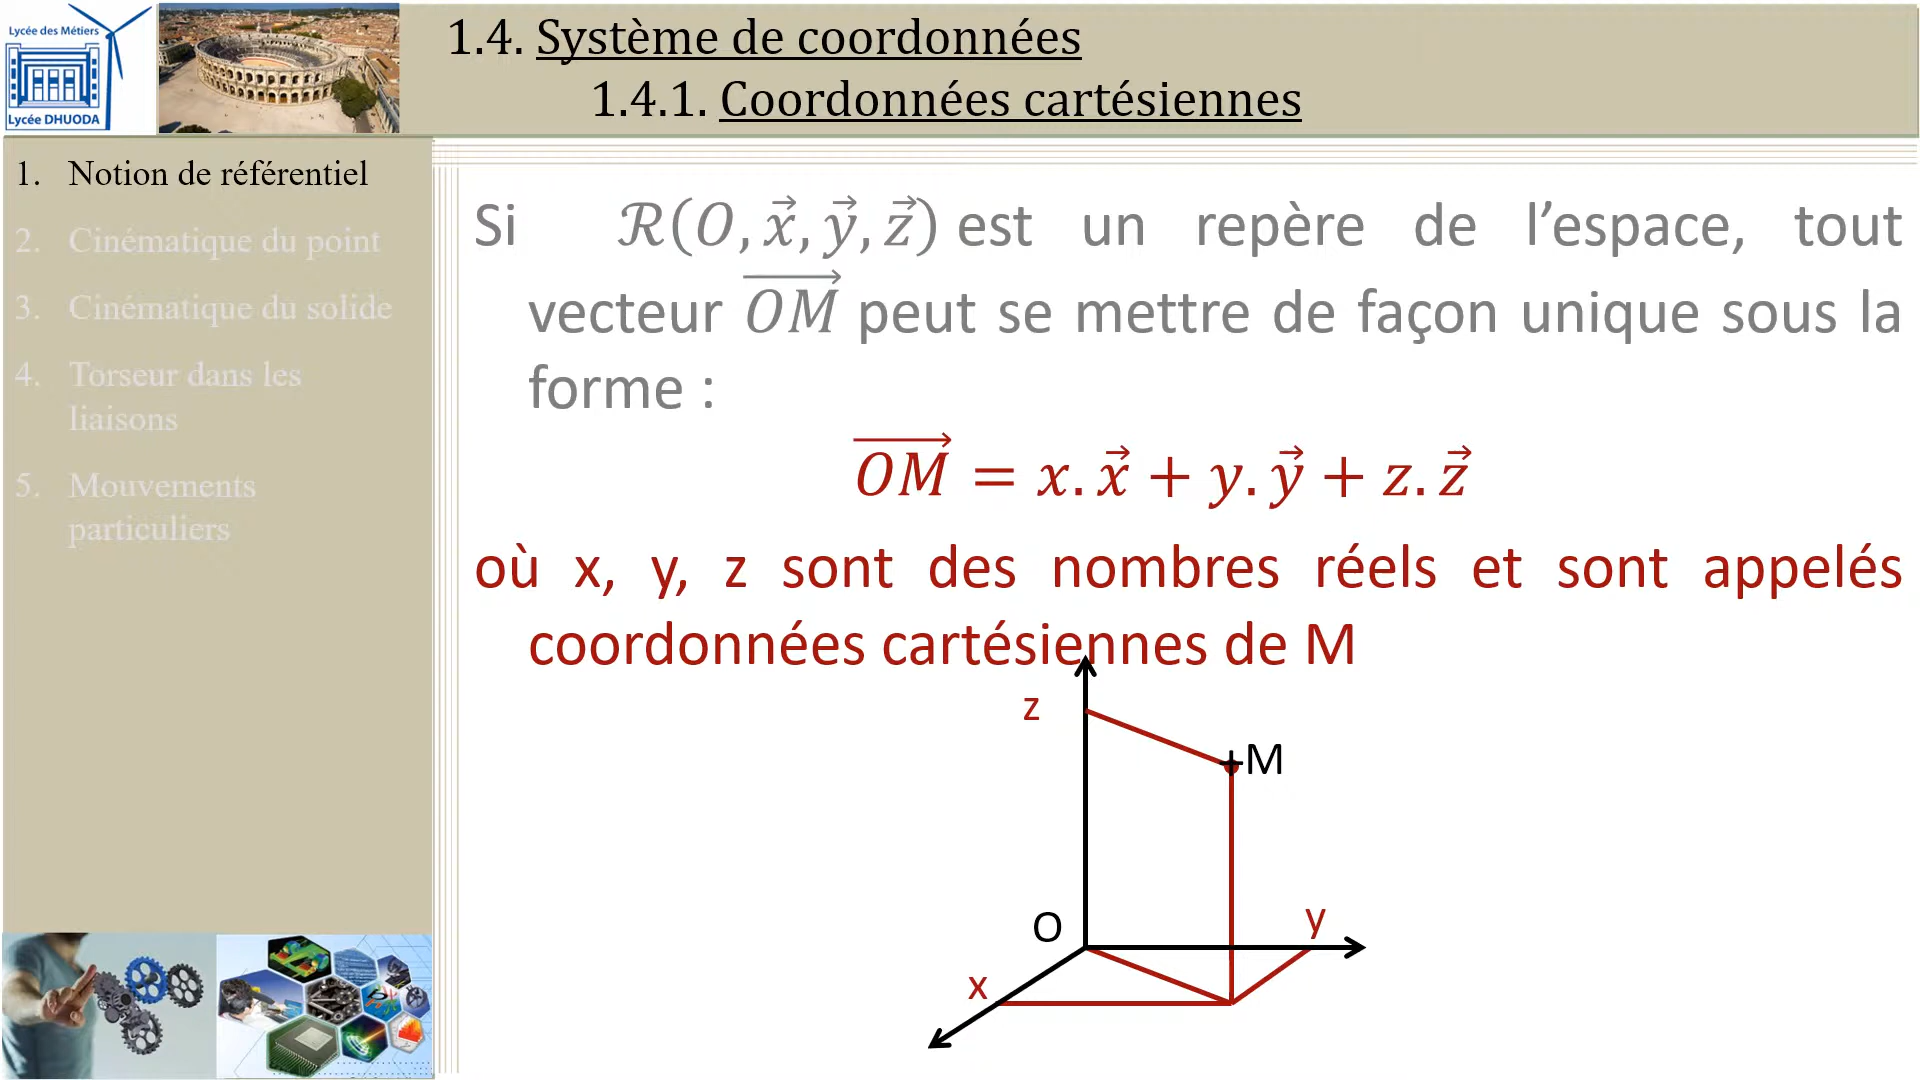 Lycée des Métiers
Lycée DHUODA
1.4. Système de coordonnées
1.4.1. Coordonnées cartésiennes
1. Notion de référentiel
2. Cinématique du point
3. Cinématique du solide
4. Torseur dans les
liaisons
5. Mouvements
particuliers
Si ℛ(O, x⃗, y⃗, z⃗) est un repère de l’espace, tout
vecteur \overrightarrow{OM} peut se mettre de façon unique sous la
forme :
\overrightarrow{OM} = x. x⃗ + y. y⃗ + z. z⃗
où x, y, z sont des nombres réels et sont appelés
coordonnées cartésiennes de M
z
M
O
y
x